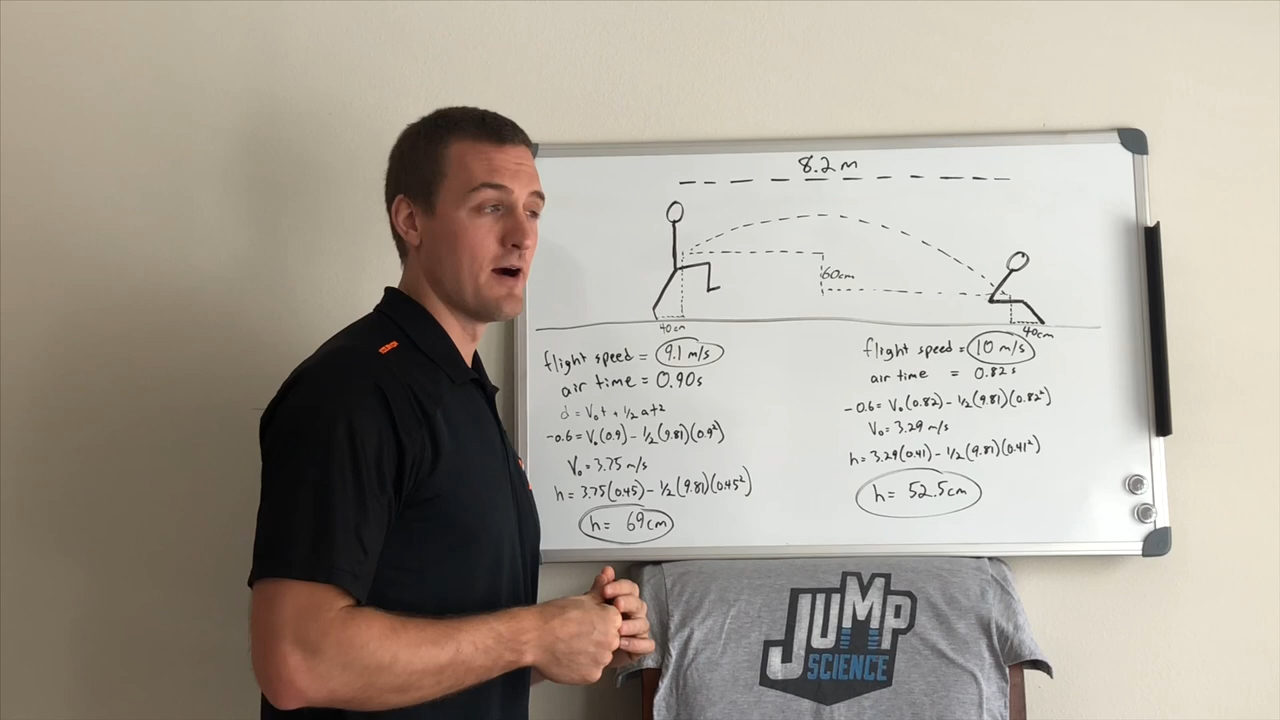 8.2m
60cm
40cm
40cm
flight speed = 9.1 m/s
air time = 0.90s
d = V₀t + 1/2at2
-0.6 = V₀(0.9) - 1/2(9.81)(0.9²)
V₀ = 3.75 m/s
h = 3.75(0.45) - 1/2(9.81)(0.45²)
h = 69cm
flight speed = 10 m/s
air time = 0.82s
-0.6 = V₀(0.82) - 1/2(9.81)(0.82²)
V₀ = 3.29 m/s
h = 3.29(0.41) - 1/2(9.81)(0.41²)
h = 52.5cm
JUMP
SCIENCE